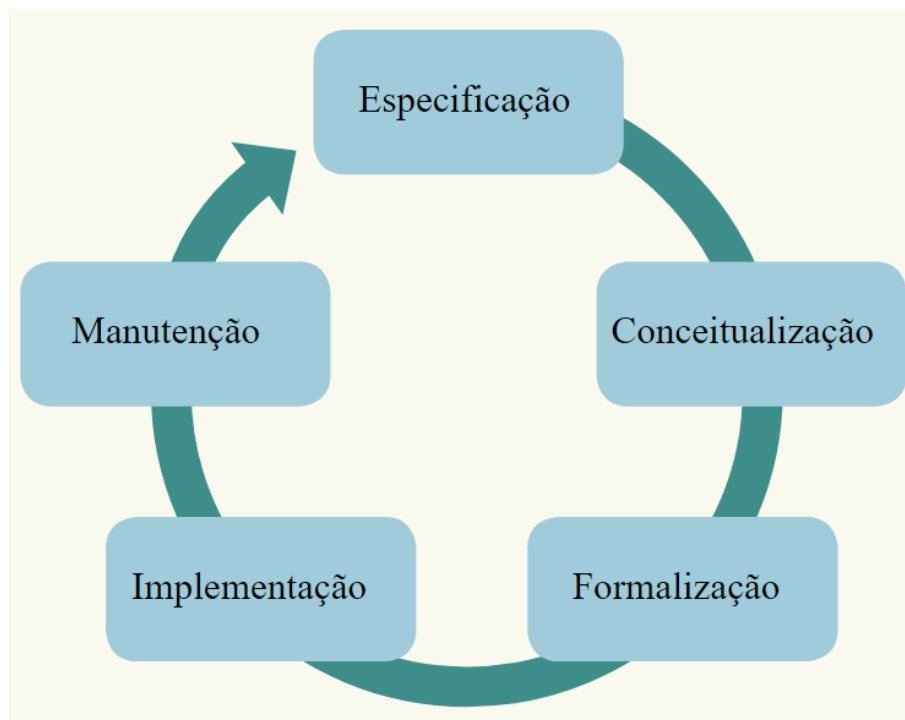 Especificação
Conceitualização
Formalização
Implementação
Manutenção